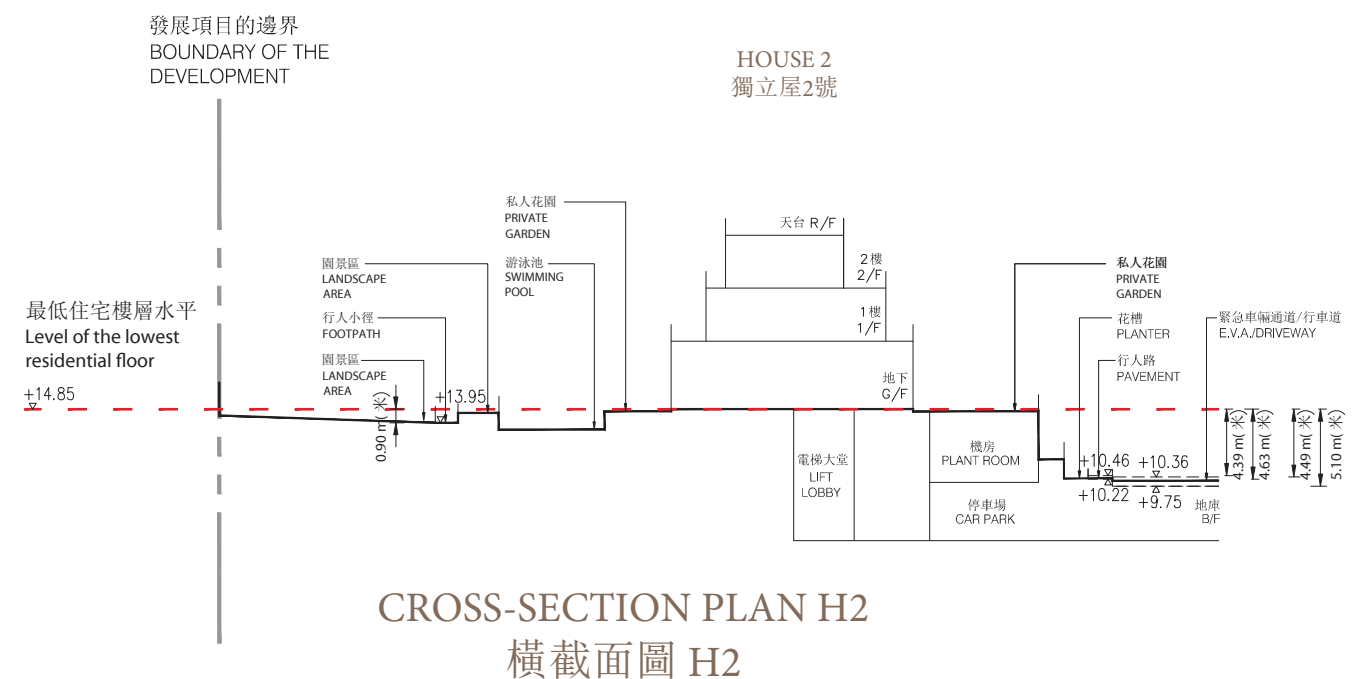 發展項目的邊界
BOUNDARY OF THE
DEVELOPMENT
HOUSE 2
獨立屋2號
私人花園
PRIVATE
GARDEN
天台 R/F
園景區
LANDSCAPE
AREA
游泳池
SWIMMING
POOL
2樓
2/F
私人花園
PRIVATE
GARDEN
最低住宅樓層水平
Level of the lowest
residential floor
行人小徑
FOOTPATH
1樓
1/F
花槽
PLANTER
緊急車輛通道/行車道
E.V.A./DRIVEWAY
園景區
LANDSCAPE
AREA
地下
G/F
行人路
PAVEMENT
+14.85
+13.95
0.90 m(米)
電梯大堂
LIFT
LOBBY
機房
PLANT ROOM
+10.46
+10.36
4.39 m(米)
4.63 m(米)
4.49 m(米)
5.10 m(米)
+10.22
+9.75
停車場
CAR PARK
地庫
B/F
CROSS-SECTION PLAN H2
橫截面圖 H2